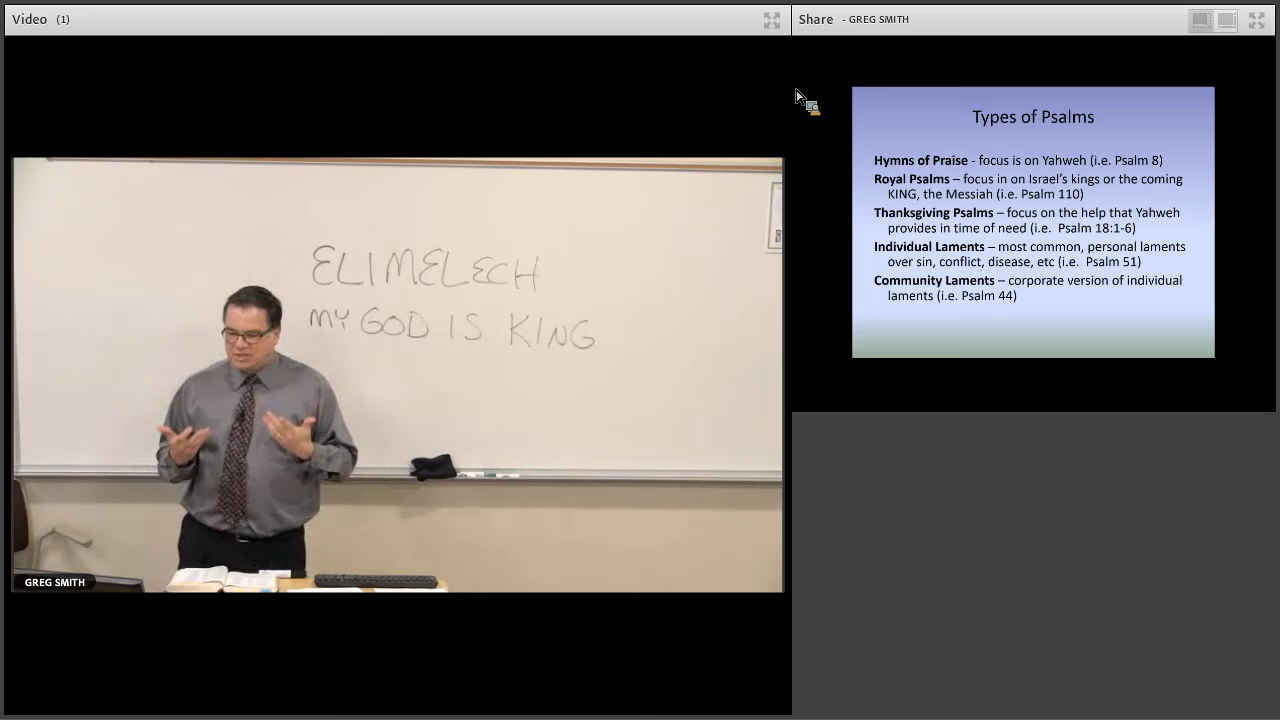 Video (1)
Share - GREG SMITH
ELIMELECH
MY GOD IS KING
GREG SMITH
Types of Psalms
Hymns of Praise - focus is on Yahweh (i.e. Psalm 8)
Royal Psalms – focus in on Israel's kings or the coming
KING, the Messiah (i.e. Psalm 110)
Thanksgiving Psalms – focus on the help that Yahweh
provides in time of need (i.e. Psalm 18:1-6)
Individual Laments – most common, personal laments
over sin, conflict, disease, etc (i.e. Psalm 51)
Community Laments – corporate version of individual
laments (i.e. Psalm 44)